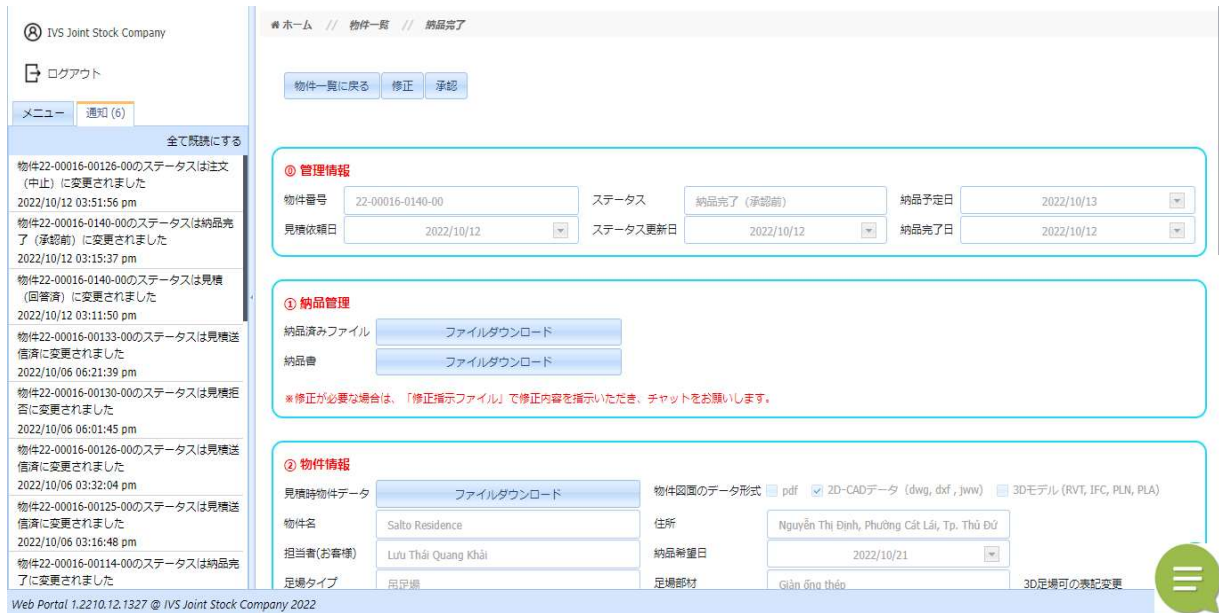 IVS Joint Stock Company
ログアウト
メニュー
通知 (6)
全て既読にする
物件22-00016-00126-00のステータスは注文
（中止）に変更されました
2022/10/12 03:51:56 pm
物件22-00016-0140-00のステータスは納品完
了（承認前）に変更されました
2022/10/12 03:15:37 pm
物件22-00016-0140-00のステータスは見積
（回答済）に変更されました
2022/10/12 03:11:50 pm
物件22-00016-00133-00のステータスは見積送
信済に変更されました
2022/10/06 06:21:39 pm
物件22-00016-00130-00のステータスは見積拒
否に変更されました
2022/10/06 06:01:45 pm
物件22-00016-00126-00のステータスは見積送
信済に変更されました
2022/10/06 03:32:04 pm
物件22-00016-00125-00のステータスは見積送
信済に変更されました
2022/10/06 03:16:48 pm
物件22-00016-00114-00のステータスは納品完
了に変更されました
ホーム // 物件一覧 // 納品完了
物件一覧に戻る 修正 承認
⓪ 管理情報
物件番号 22-00016-0140-00 ステータス 納品完了（承認前） 納品予定日 2022/10/13
見積依頼日 2022/10/12 ステータス更新日 2022/10/12 納品完了日 2022/10/12
① 納品管理
納品済みファイル ファイルダウンロード
納品書 ファイルダウンロード
※修正が必要な場合は、「修正指示ファイル」で修正内容を指示いただき、チャットをお願いします。
② 物件情報
見積時物件データ ファイルダウンロード 物件図面のデータ形式 pdf 2D-CADデータ (dwg, dxf , jww) 3Dモデル (RVT, IFC, PLN, PLA)
物件名 Salto Residence 住所 Nguyễn Thị Định, Phường Cát Lái, Tp. Thủ Đứ
担当者(お客様) Lưu Thái Quang Khải 納品希望日 2022/10/21
足場タイプ 足場部材 Giàn ống thép 3D足場可の表記変更
Web Portal 1.2210.12.1327 @ IVS Joint Stock Company 2022